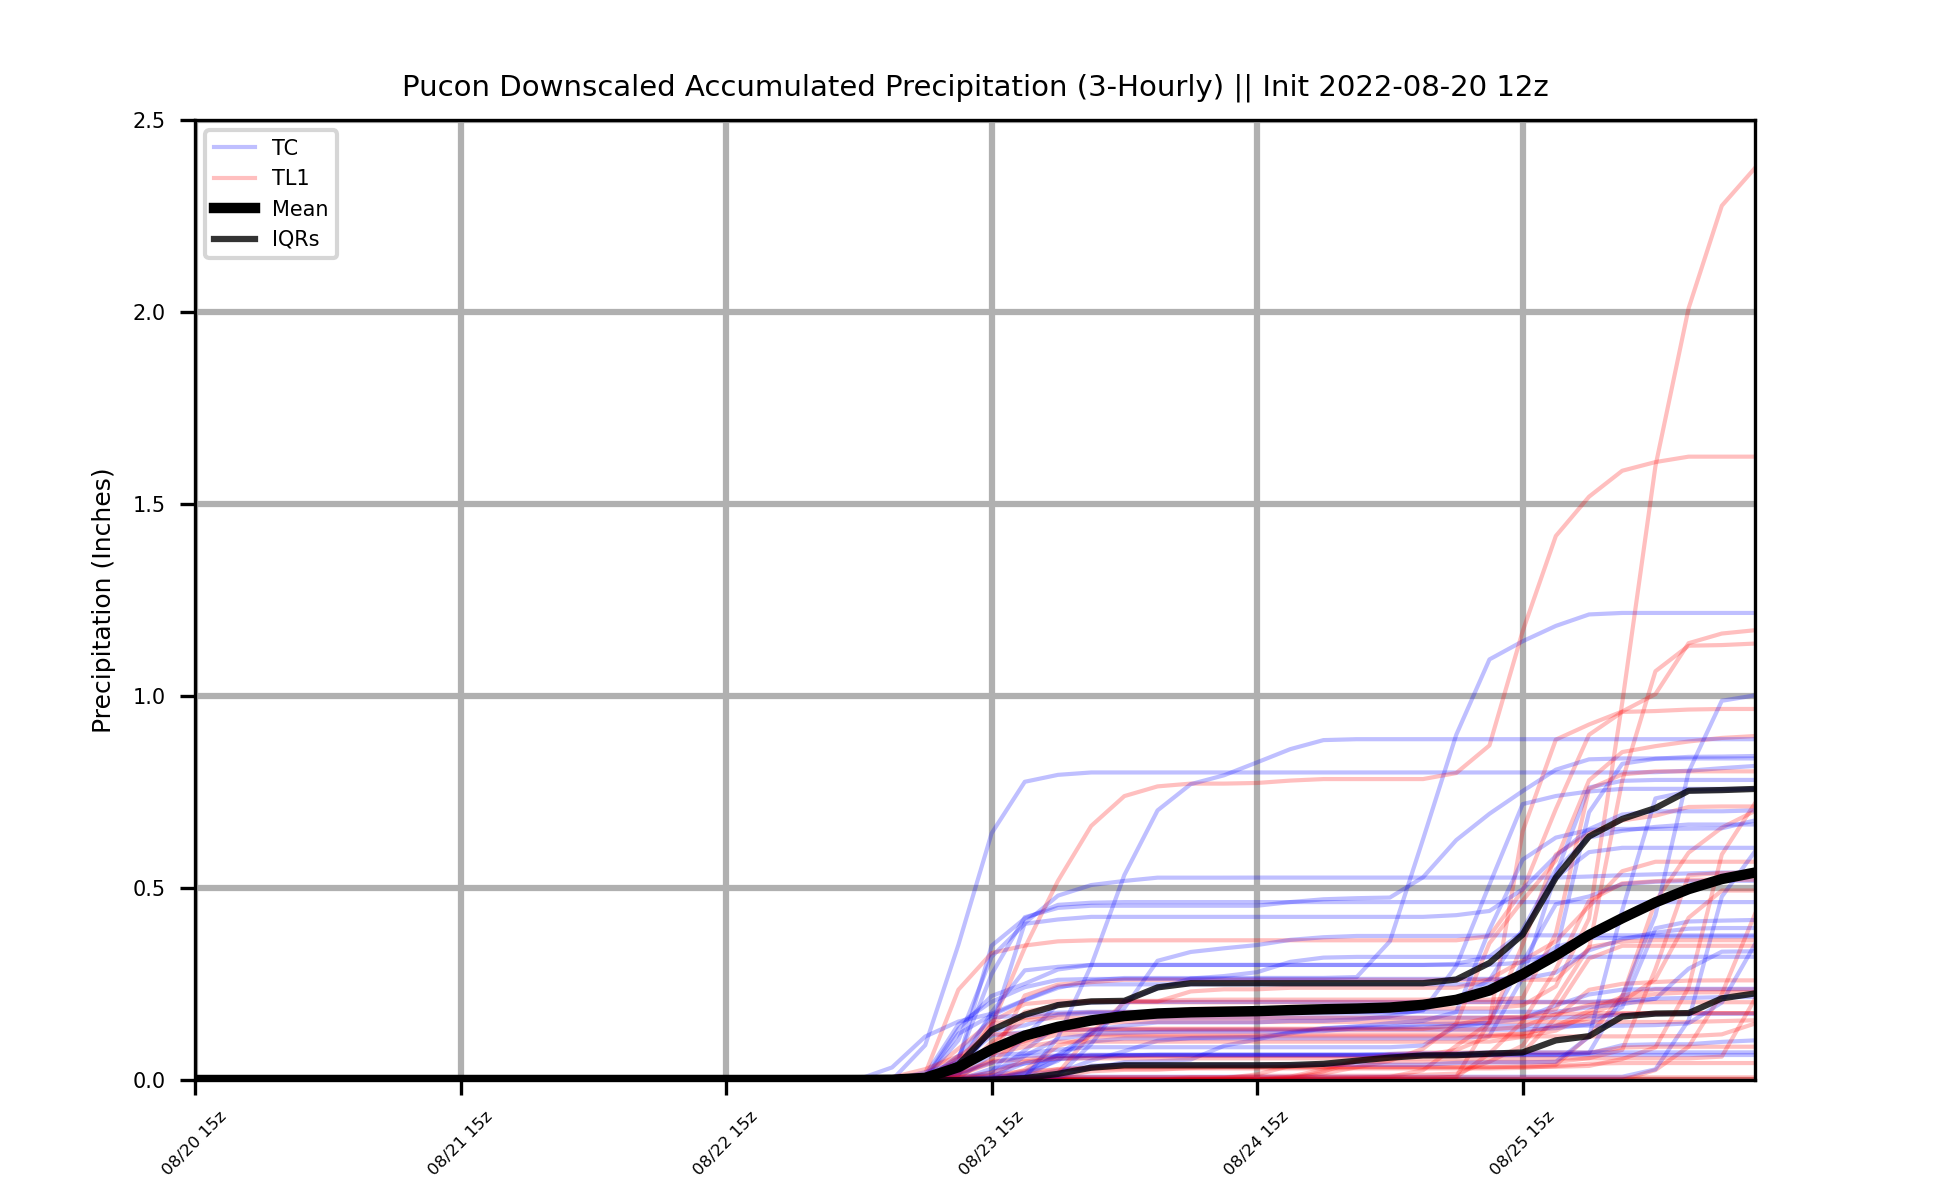 Pucon Downscaled Accumulated Precipitation (3-Hourly) || Init 2022-08-20 12z
TC
TL1
Mean
IQRs
Precipitation (Inches)
2.5
2.0
1.5
1.0
0.5
0.0
08/20 15z
08/21 15z
08/22 15z
08/23 15z
08/24 15z
08/25 15z